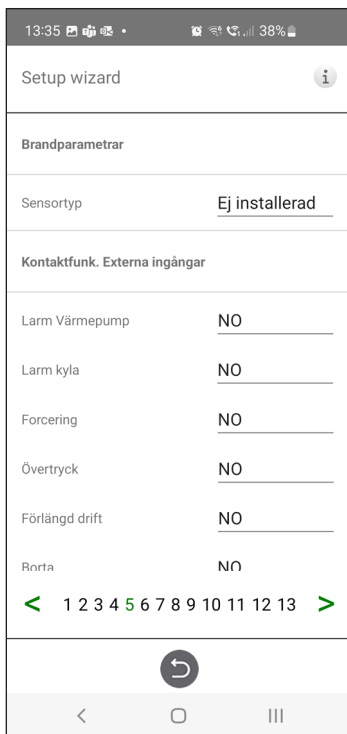 13:35 38%
Setup wizard i
Brandparametrar
Sensortyp Ej installerad
Kontaktfunk. Externa ingångar
Larm Värmepump NO
Larm kyla NO
Forcering NO
Övertryck NO
Förlängd drift NO
Borta NO
< 1 2 3 4 5 6 7 8 9 10 11 12 13 >